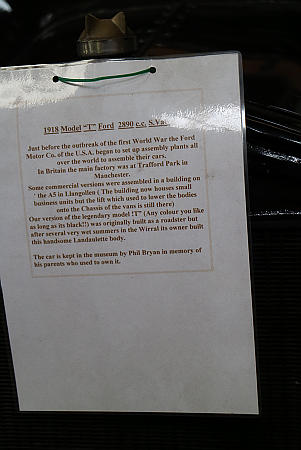 1918 Model "T" Ford 2890 c.c. S.Va.
Just before the outbreak of the first World War the Ford
Motor Co. of the U.S.A. began to set up assembly plants all
over the world to assemble their cars.
In Britain the main factory was at Trafford Park in
Manchester.
Some commercial versions were assembled in a building on
the A5 in Llangollen ( The building now houses small
business units but the lift which used to lower the bodies
onto the Chassis of the vans is still there)
Our version of the legendary model "T" (Any colour you like
as long as its black!!) was originally built as a roadster but
after several very wet summers in the Wirral its owner built
this handsome Landaulette body.
The car is kept in the museum by Phil Bryan in memory of
his parents who used to own it.